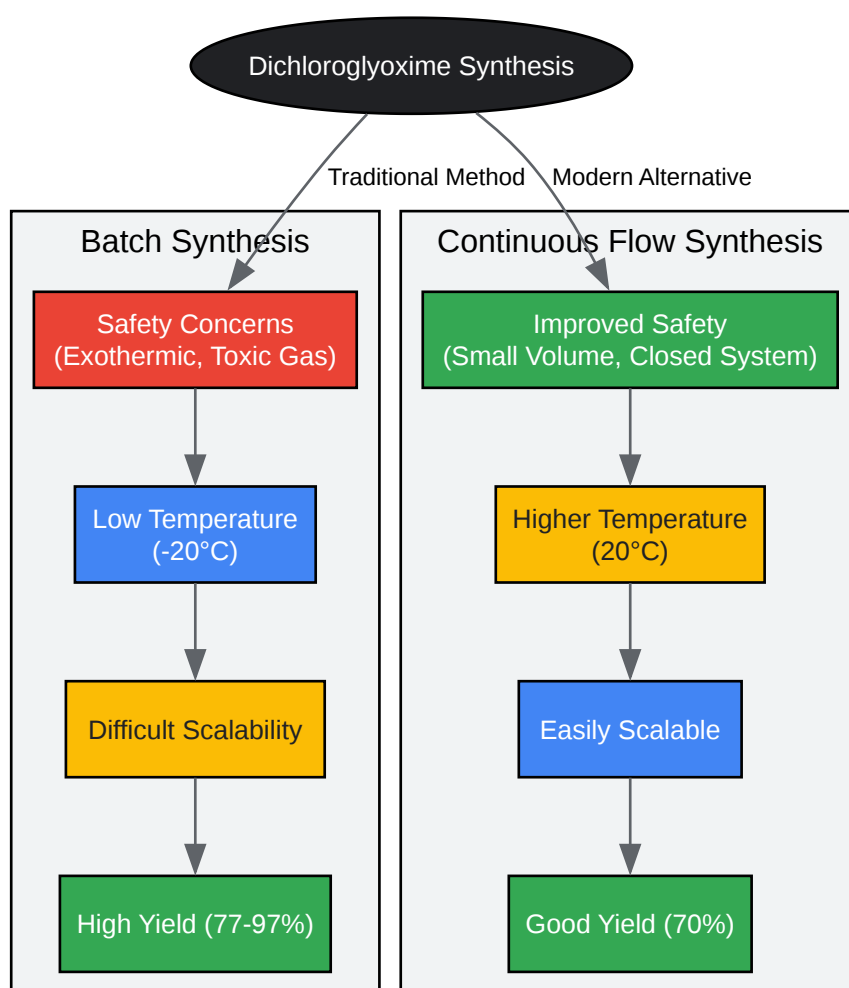 Dichloroglyoxime Synthesis
Traditional Method
Modern Alternative
Batch Synthesis
Safety Concerns
(Exothermic, Toxic Gas)
Low Temperature
(-20°C)
Difficult Scalability
High Yield (77-97%)
Continuous Flow Synthesis
Improved Safety
(Small Volume, Closed System)
Higher Temperature
(20°C)
Easily Scalable
Good Yield (70%)